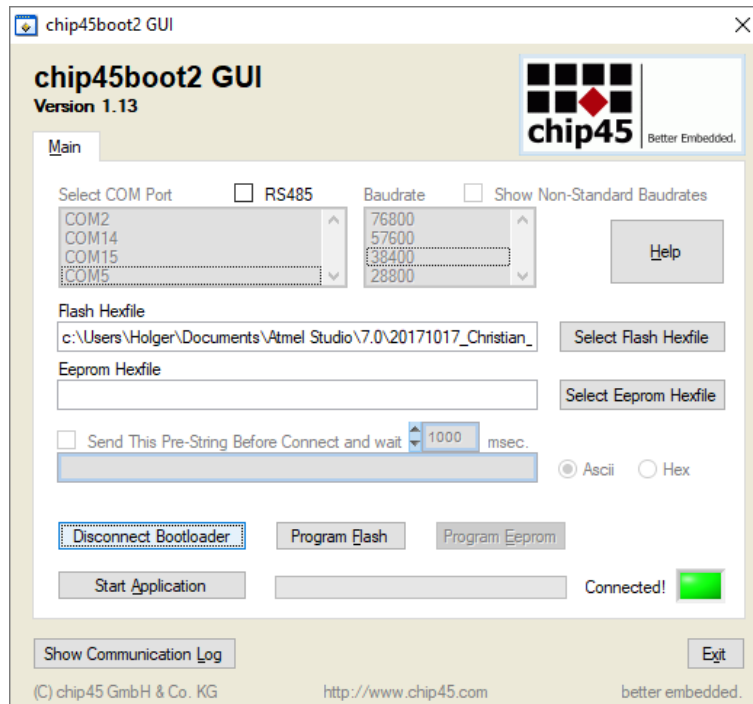 chip45boot2 GUI
chip45boot2 GUI
Version 1.13
chip45
Better Embedded.
Main
Select COM Port
RS485
Baudrate
Show Non-Standard Baudrates
COM2
COM14
COM15
COM5
76800
57600
38400
28800
Help
Flash Hexfile
c:\Users\Holger\Documents\Atmel Studio\7.0\20171017_Christian_
Select Flash Hexfile
Eeprom Hexfile
Select Eeprom Hexfile
Send This Pre-String Before Connect and wait 1000 msec.
Ascii
Hex
Disconnect Bootloader
Program Flash
Program Eeprom
Start Application
Connected!
Show Communication Log
Exit
(C) chip45 GmbH & Co. KG
http://www.chip45.com
better embedded.